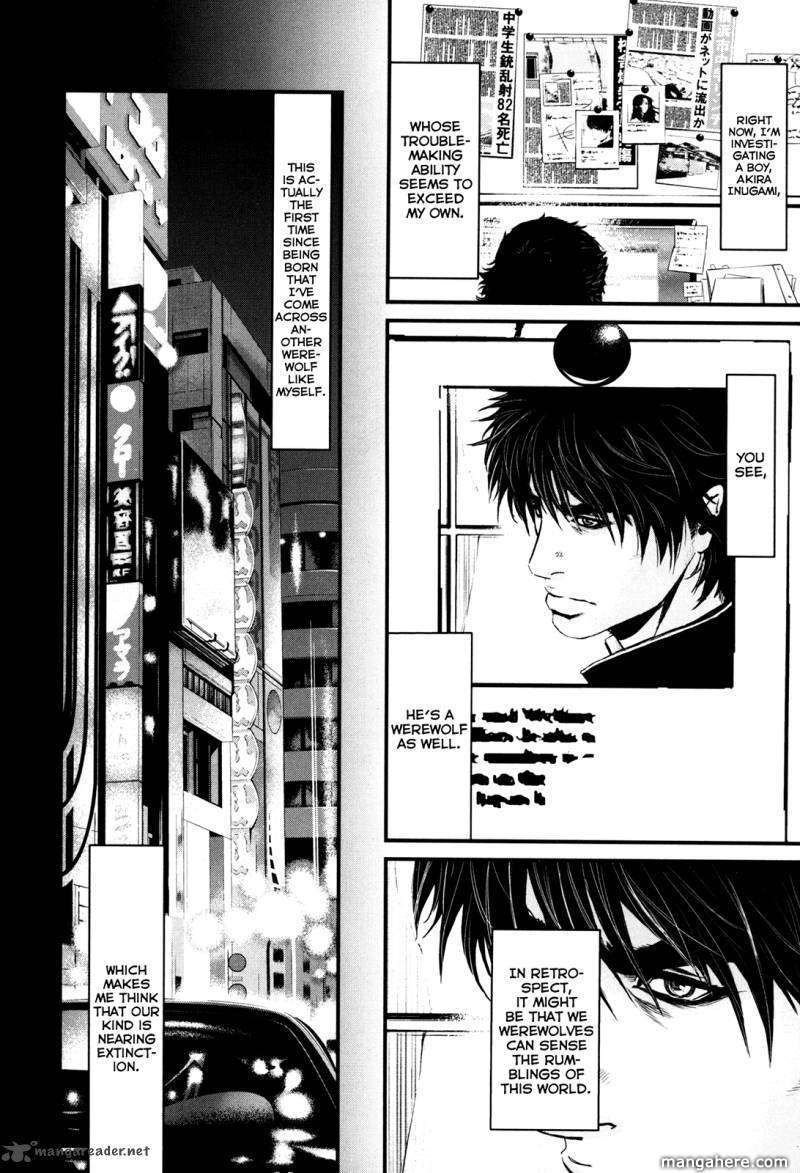 RIGHT
NOW, I'M
INVESTI-
GATING
A BOY,
AKIRA
INUGAMI,
動画がネットに流出か
中学生銃乱射82
名死亡
WHOSE
TROUBLE-
MAKING
ABILITY
SEEMS TO
EXCEED
MY OWN.
YOU
SEE,
HE'S A
WEREWOLF
AS WELL.
IN RETRO-
SPECT,
IT MIGHT
BE THAT WE
WEREWOLVES
CAN SENSE
THE RUM-
BLINGS
OF THIS
WORLD.
THIS
IS AC-
TUALLY
THE
FIRST
TIME
SINCE
BEING
BORN
THAT
I'VE
COME
ACROSS
AN-
OTHER
WERE-
WOLF
LIKE
MYSELF.
WHICH
MAKES
ME THINK
THAT OUR
KIND IS
NEARING
EXTINCT-
ION.
mangareader.net
www.mangahere.com